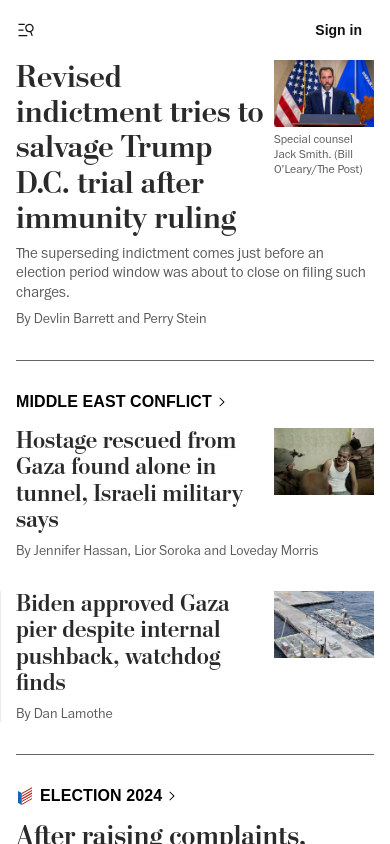 Sign in
Revised
indictment tries to
salvage Trump
D.C. trial after
immunity ruling
Special counsel
Jack Smith. (Bill
O'Leary/The Post)
The superseding indictment comes just before an
election period window was about to close on filing such
charges.
By Devlin Barrett and Perry Stein
MIDDLE EAST CONFLICT
Hostage rescued from
Gaza found alone in
tunnel, Israeli military
says
By Jennifer Hassan, Lior Soroka and Loveday Morris
Biden approved Gaza
pier despite internal
pushback, watchdog
finds
By Dan Lamothe
ELECTION 2024
After raising complaints,